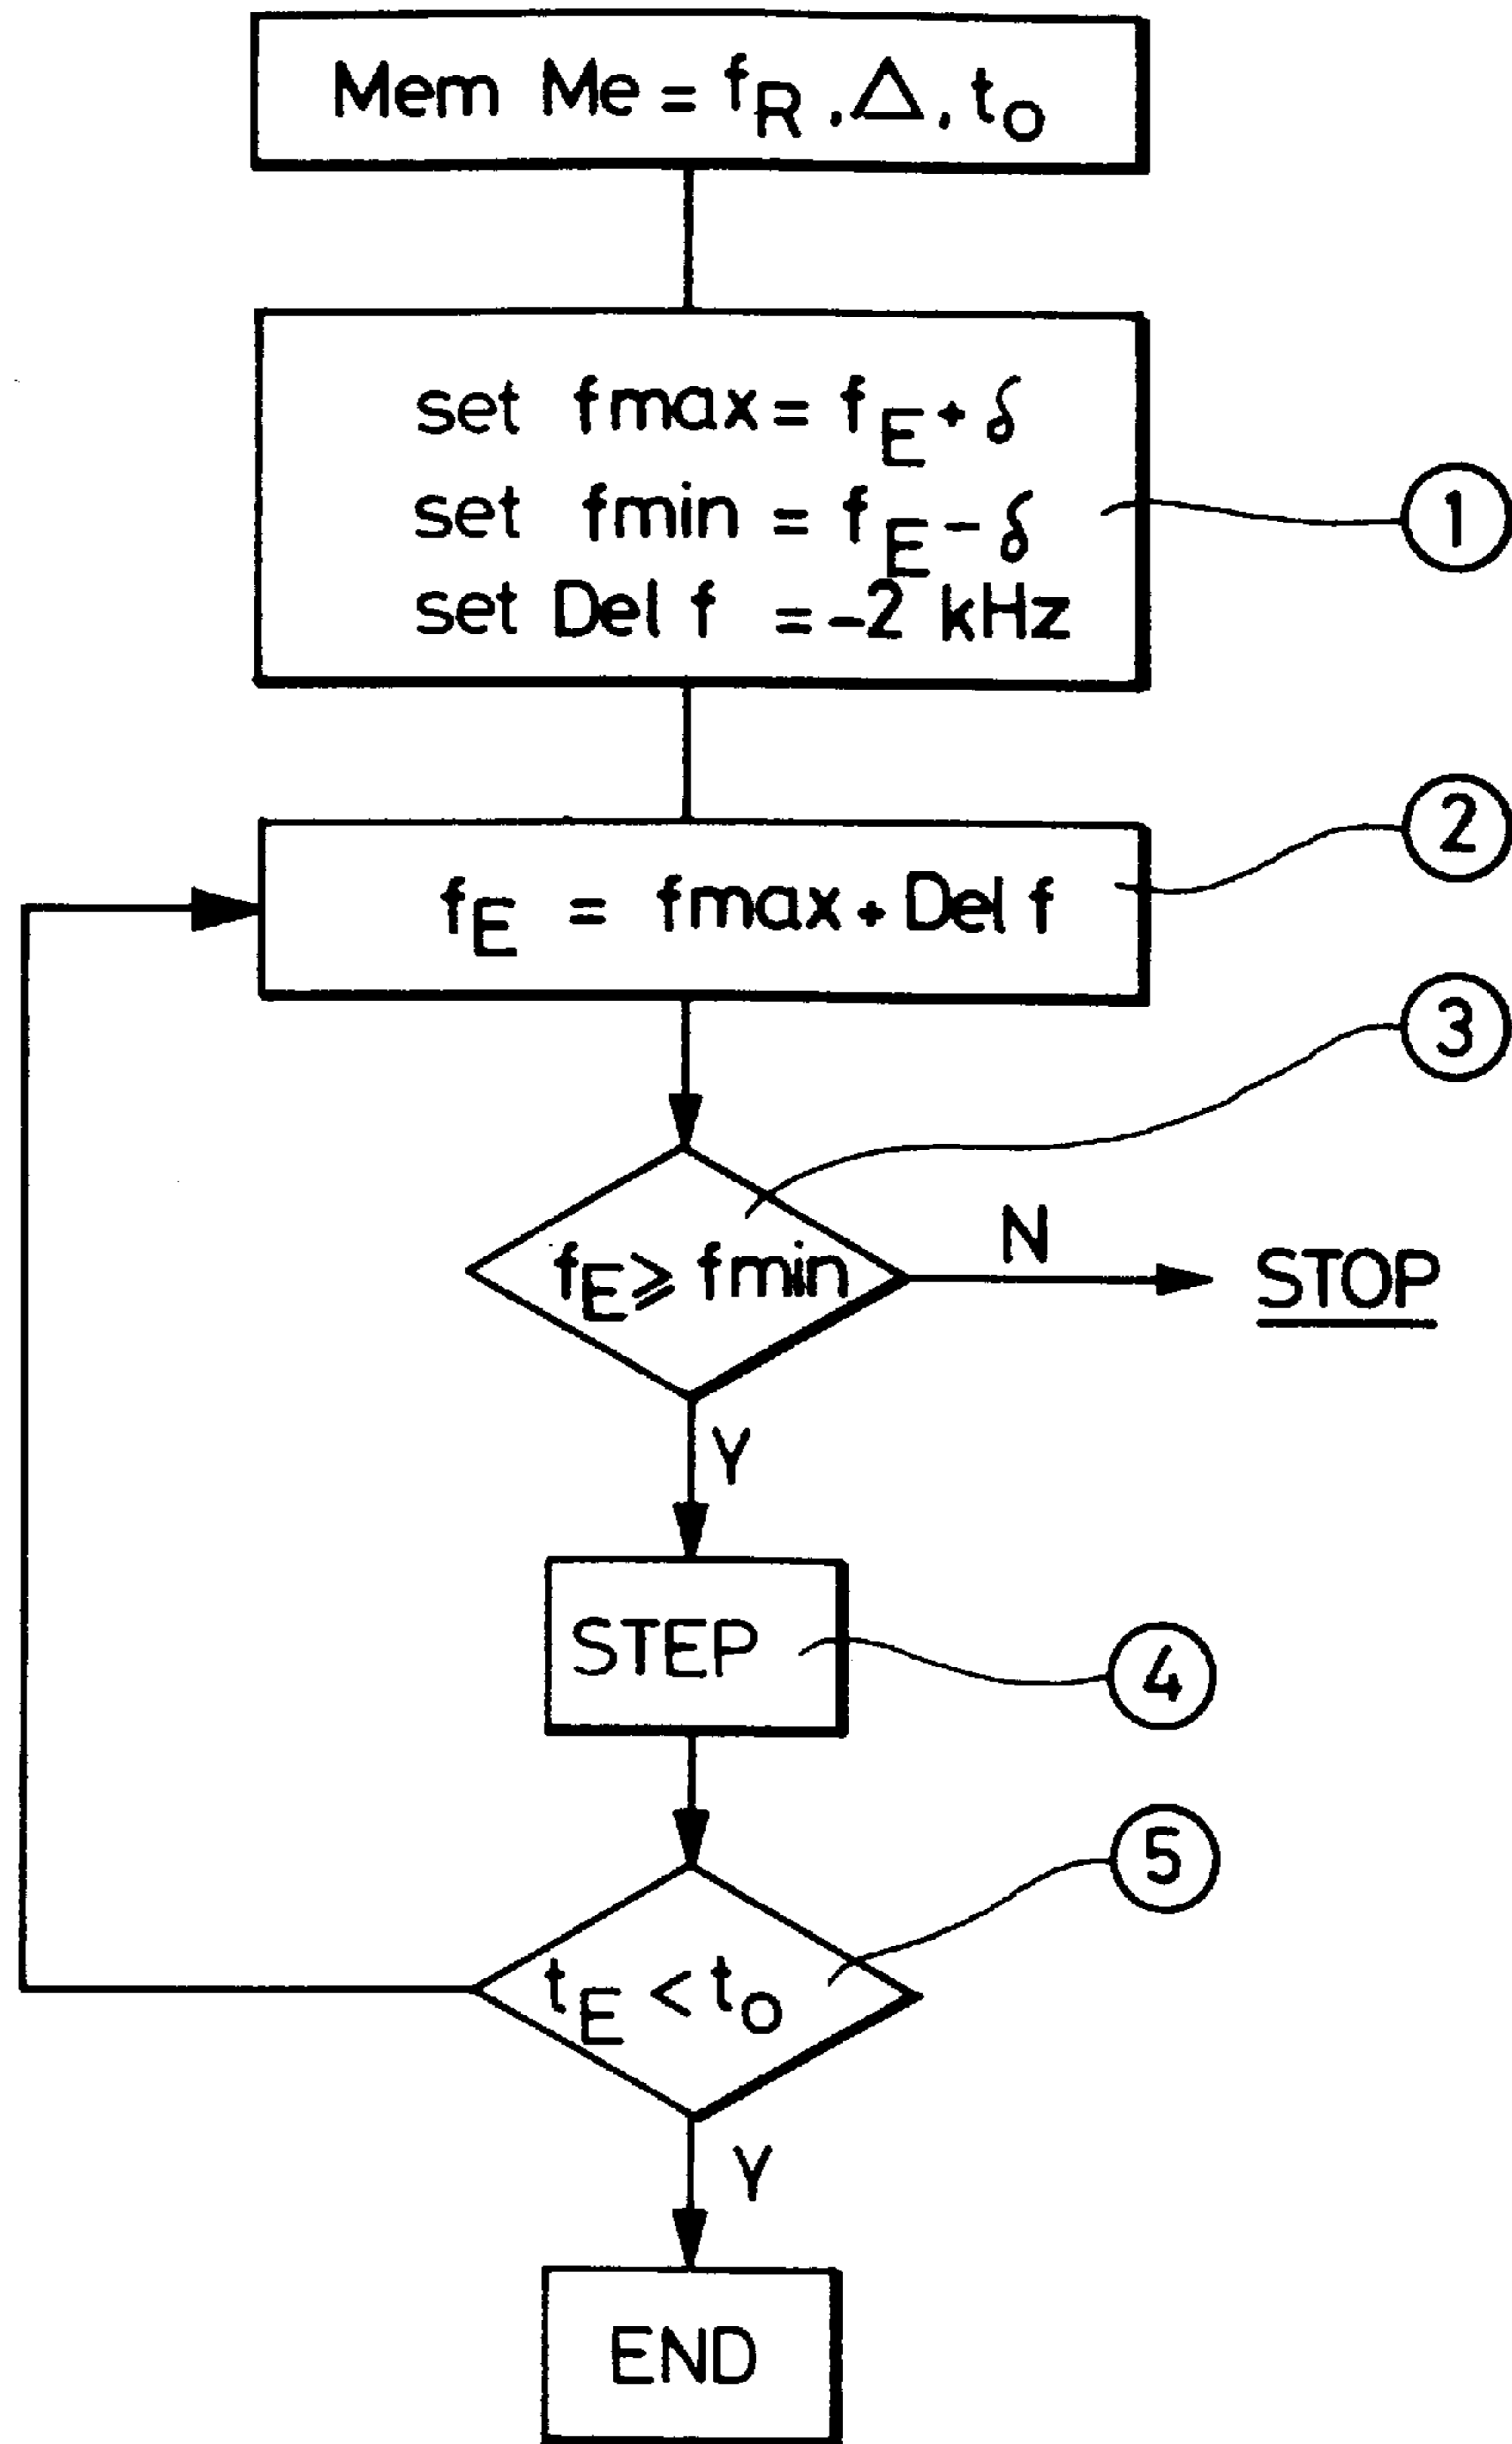 Mem Me = fR , Δ , to
set fmax = fE + δ
set fmin = fE - δ
1
set Del f = -2 kHz
2
fE = fmax + Del f
3
N
fE ⩾ fmin
STOP
Y
STEP
4
5
tE < to
Y
END